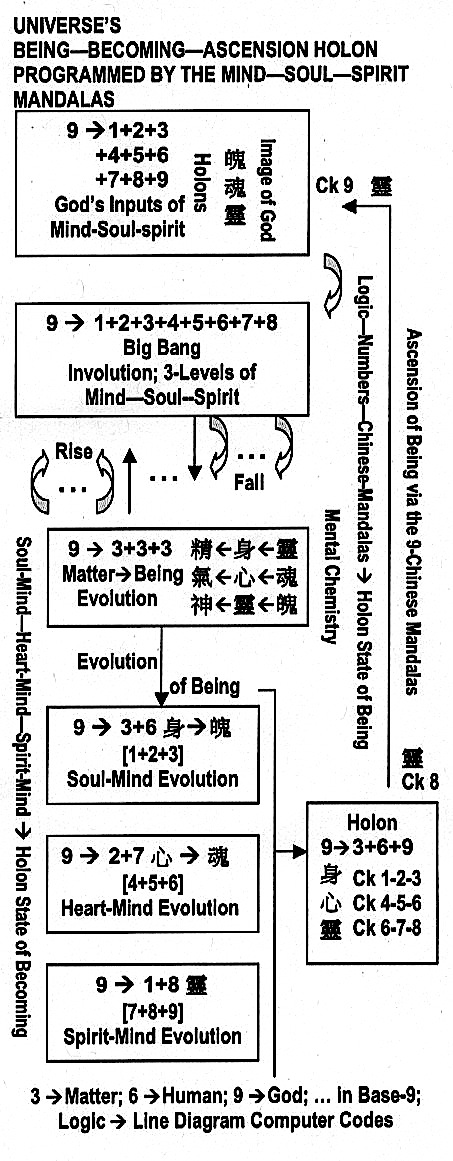 UNIVERSE'S
BEING—BECOMING—ASCENSION HOLON
PROGRAMMED BY THE MIND—SOUL—SPIRIT
MANDALAS
9 → 1+2+3
+4+5+6
+7+8+9
God's Inputs of
Mind-Soul-spirit
Holons
魄
魂
靈
Image of God
Ck 9 靈
9 → 1+2+3+4+5+6+7+8
Big Bang
Involution; 3-Levels of
Mind—Soul--Spirit
Rise
...
...
...
Fall
Logic—Numbers—Chinese-Mandalas → Holon State of Being
Ascension of Being via the 9-Chinese Mandalas
Mental Chemistry
9 → 3+3+3 精←身←靈
Matter→Being 氣←心←魂
Evolution 神←靈←魄
Evolution
of Being
Soul-Mind—Heart-Mind—Spirit-Mind → Holon State of Becoming
9 → 3+6 身→魄
[1+2+3]
Soul-Mind Evolution
9 → 2+7 心 → 魂
[4+5+6]
Heart-Mind Evolution
9 → 1+8 靈
[7+8+9]
Spirit-Mind Evolution
靈
Ck 8
Holon
9→3+6+9
身 Ck 1-2-3
心 Ck 4-5-6
靈 Ck 6-7-8
3 →Matter; 6 →Human; 9 →God; ... in Base-9;
Logic → Line Diagram Computer Codes